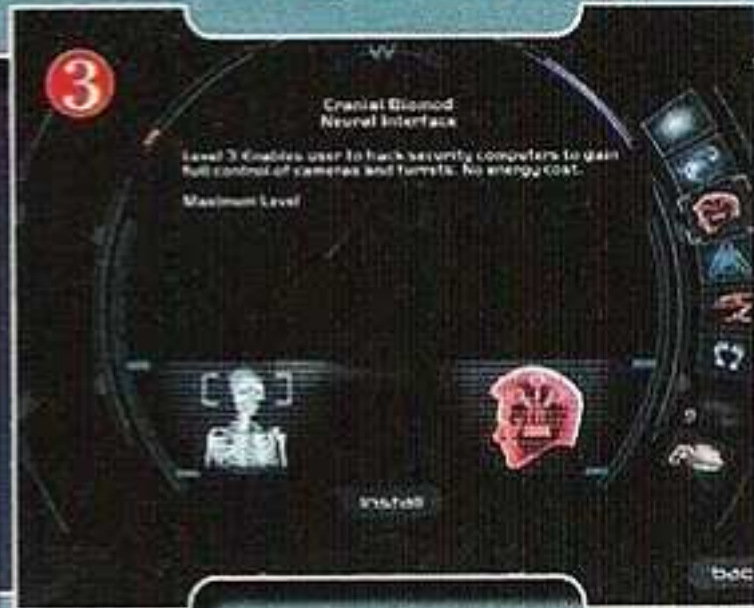 3
Cranial Biomod
Neural Interface
Level 3 Enables user to hack security computers to gain
full control of cameras and turrets. No energy cost.
Maximum Level
Install